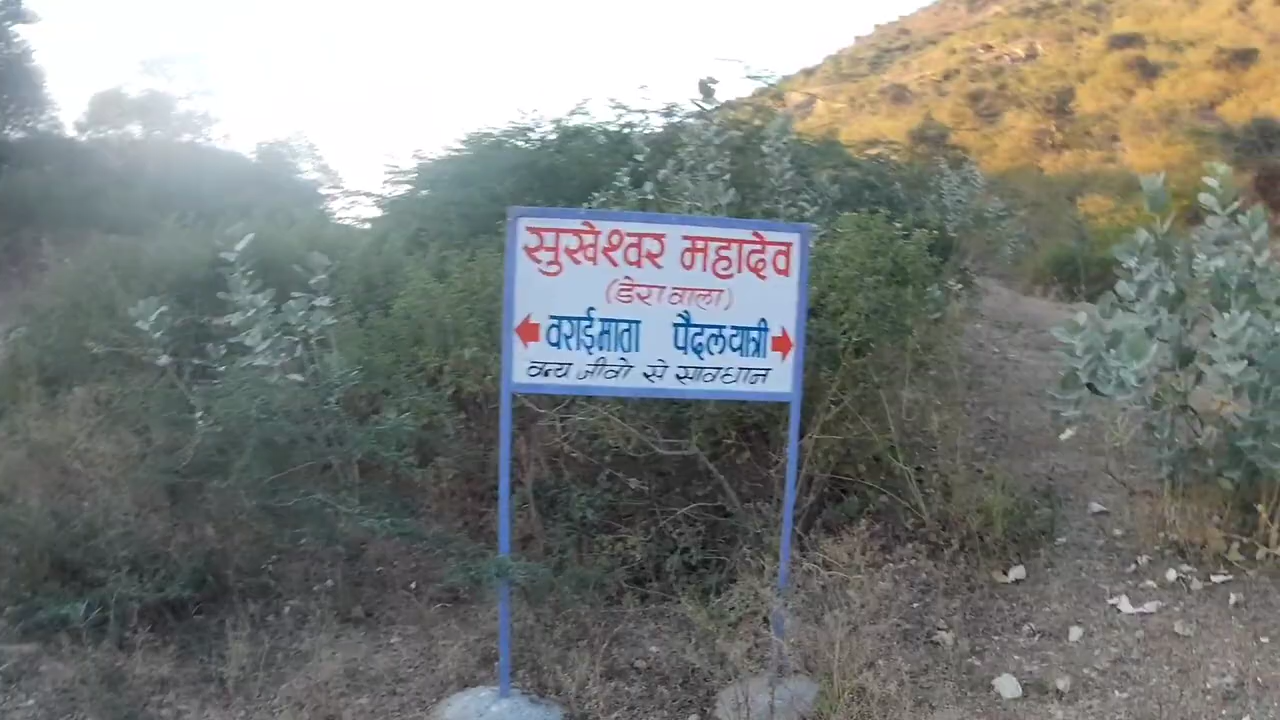 सुखेश्वर महादेव
(डेरा वाला)
वराईमाता पैदलयात्री
वन्य जीवो से सावधान